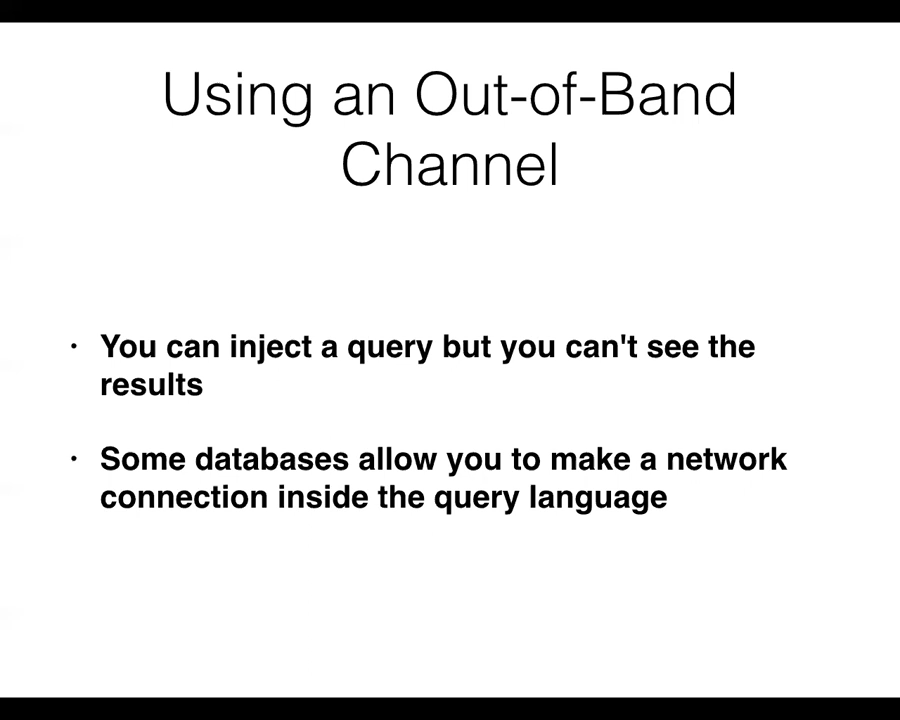 Using an Out-of-Band
Channel
• You can inject a query but you can't see the
results
• Some databases allow you to make a network
connection inside the query language